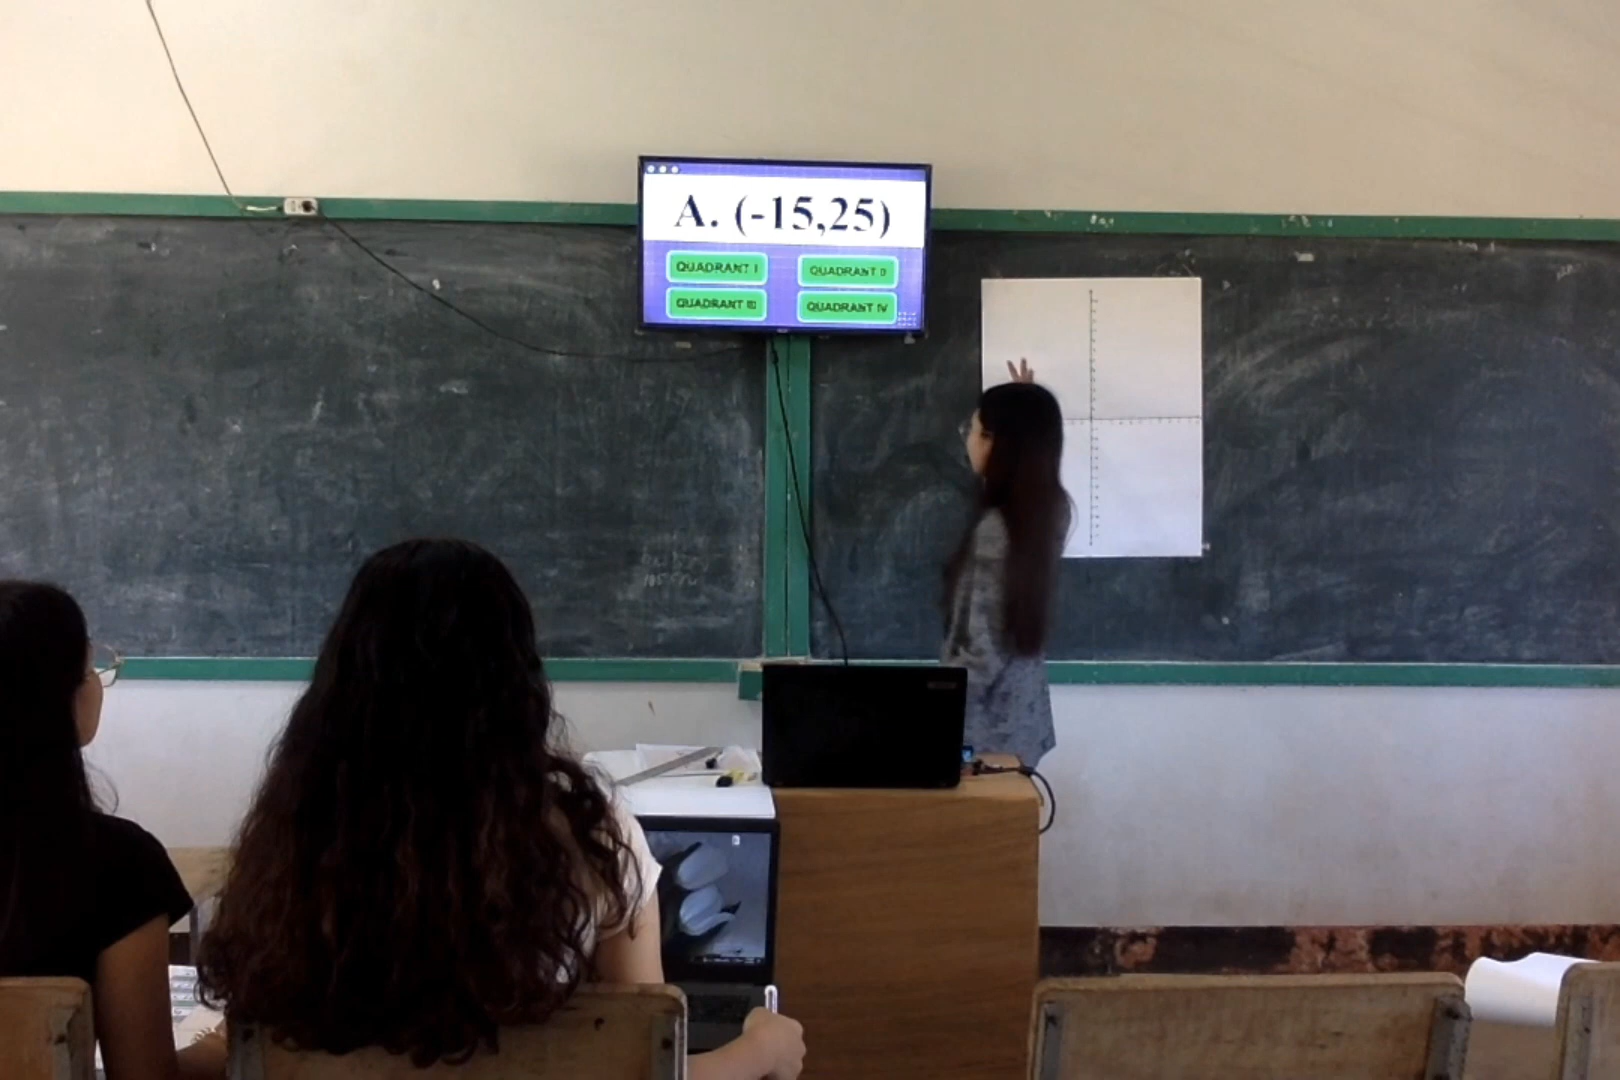 A. (-15,25)
QUADRANT I
QUADRANT II
QUADRANT III
QUADRANT IV